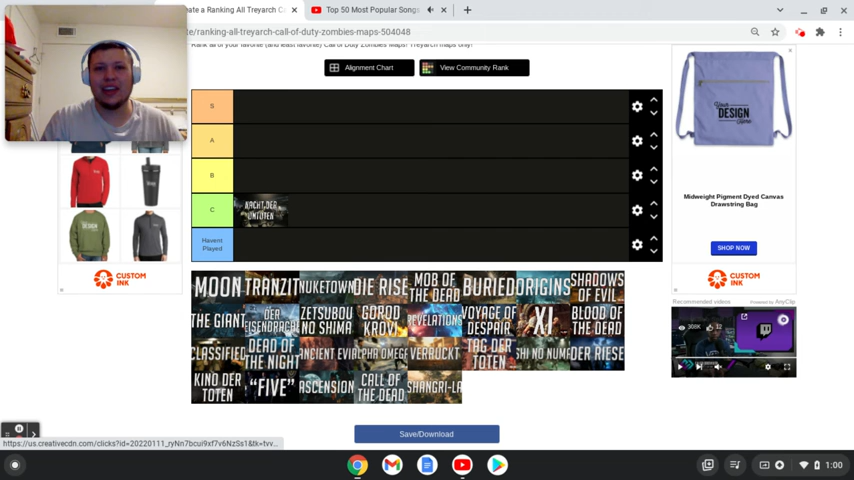 eate a Ranking All Treyarch Ca
Top 50 Most Popular Songs
te/ranking-all-treyarch-call-of-duty-zombies-maps-504048
Rank all of your favorite (and least favorite) Call of Duty Zombies Maps! Treyarch maps only!
Alignment Chart
View Community Rank
S
A
B
C
NACHT DER UNTOTEN
Havent Played
MOON TRANZIT NUKETOWN DIE RISE MOB OF THE DEAD BURIED ORIGINS SHADOWS OF EVIL
THE GIANT DER EISENDRACHE ZETSUBOU NO SHIMA GOROD KROVI REVELATIONS VOYAGE OF DESPAIR XI BLOOD OF THE DEAD
CLASSIFIED DEAD OF THE NIGHT ANCIENT EVIL ALPHA OMEGA VERRÜCKT TAG DER TOTEN SHI NO NUMA DER RIESE
KINO DER TOTEN "FIVE" ASCENSION CALL OF THE DEAD SHANGRI-LA
Save/Download
CUSTOM INK
YOUR DESIGN Here
Midweight Pigment Dyed Canvas
Drawstring Bag
SHOP NOW
CUSTOM INK
Recommended videos
Powered by AnyClip
308K
12
https://us.creativecdn.com/clicks?id=20220111_ryNn7bcui9xf7v6NzSs1&tk=tvv...
1:00